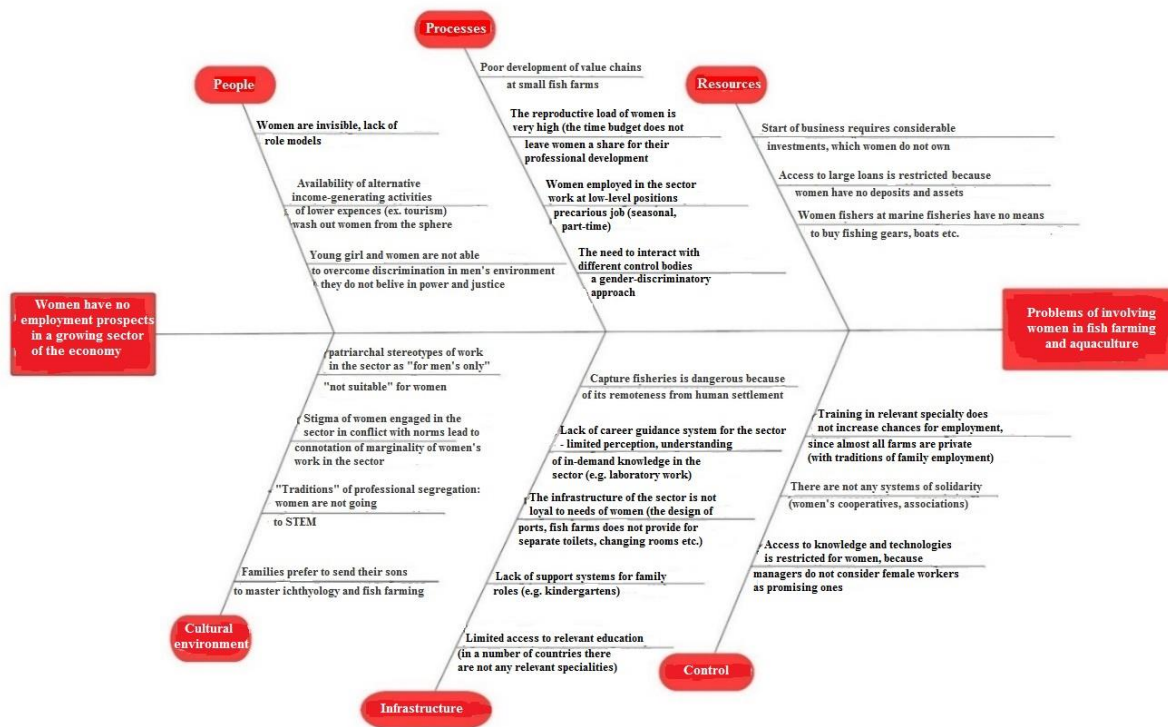 Processes
Poor development of value chains
at small fish farms
The reproductive load of women is
very high (the time budget does not
leave women a share for their
professional development
Women employed in the sector
work at low-level positions
precarious job (seasonal,
part-time)
The need to interact with
different control bodies
a gender-discriminatory
approach
People
Women are invisible, lack of
role models
Availability of alternative
income-generating activities
of lower expences (ex. tourism)
wash out women from the sphere
Young girl and women are not able
to overcome discrimination in men's environment
they do not belive in power and justice
Resources
Start of business requires considerable
investments, which women do not own
Access to large loans is restricted because
women have no deposits and assets
Women fishers at marine fisheries have no means
to buy fishing gears, boats etc.
Women have no
employment prospects
in a growing sector
of the economy
Problems of involving
women in fish farming
and aquaculture
patriarchal stereotypes of work
in the sector as "for men's only"
"not suitable" for women
Stigma of women engaged in the
sector in conflict with norms lead to
connotation of marginality of women's
work in the sector
"Traditions" of professional segregation:
women are not going
to STEM
Families prefer to send their sons
to master ichthyology and fish farming
Cultural
environment
Capture fisheries is dangerous because
of its remoteness from human settlement
Lack of career guidance system for the sector
- limited perception, understanding
of in-demand knowledge in the
sector (e.g. laboratory work)
The infrastructure of the sector is not
loyal to needs of women (the design of
ports, fish farms does not provide for
separate toilets, changing rooms etc.)
Lack of support systems for family
roles (e.g. kindergartens)
Limited access to relevant education
(in a number of countries there
are not any relevant specialities)
Infrastructure
Training in relevant specialty does
not increase chances for employment,
since almost all farms are private
(with traditions of family employment)
There are not any systems of solidarity
(women's cooperatives, associations)
Access to knowledge and technologies
is restricted for women, because
managers do not consider female workers
as promising ones
Control